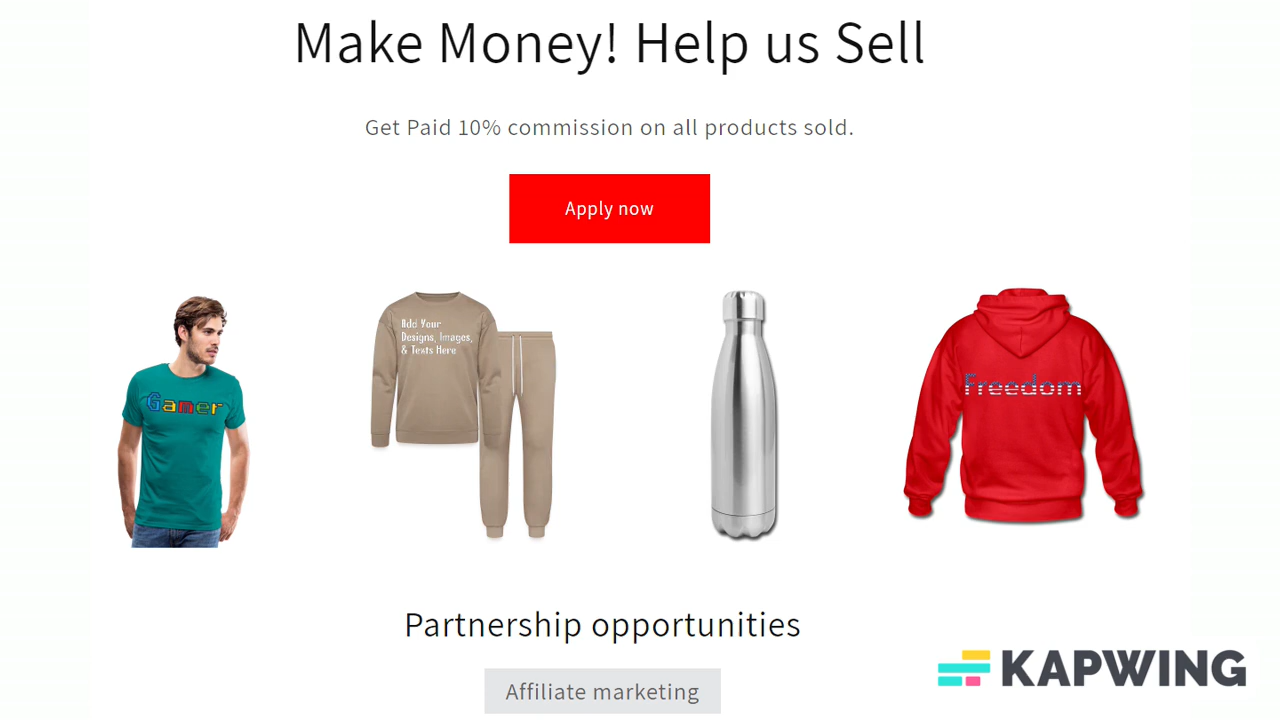 Make Money! Help us Sell
Get Paid 10% commission on all products sold.
Apply now
Gamer
Add Your
Designs, Images,
& Texts Here
Freedom
Partnership opportunities
Affiliate marketing
KAPWING